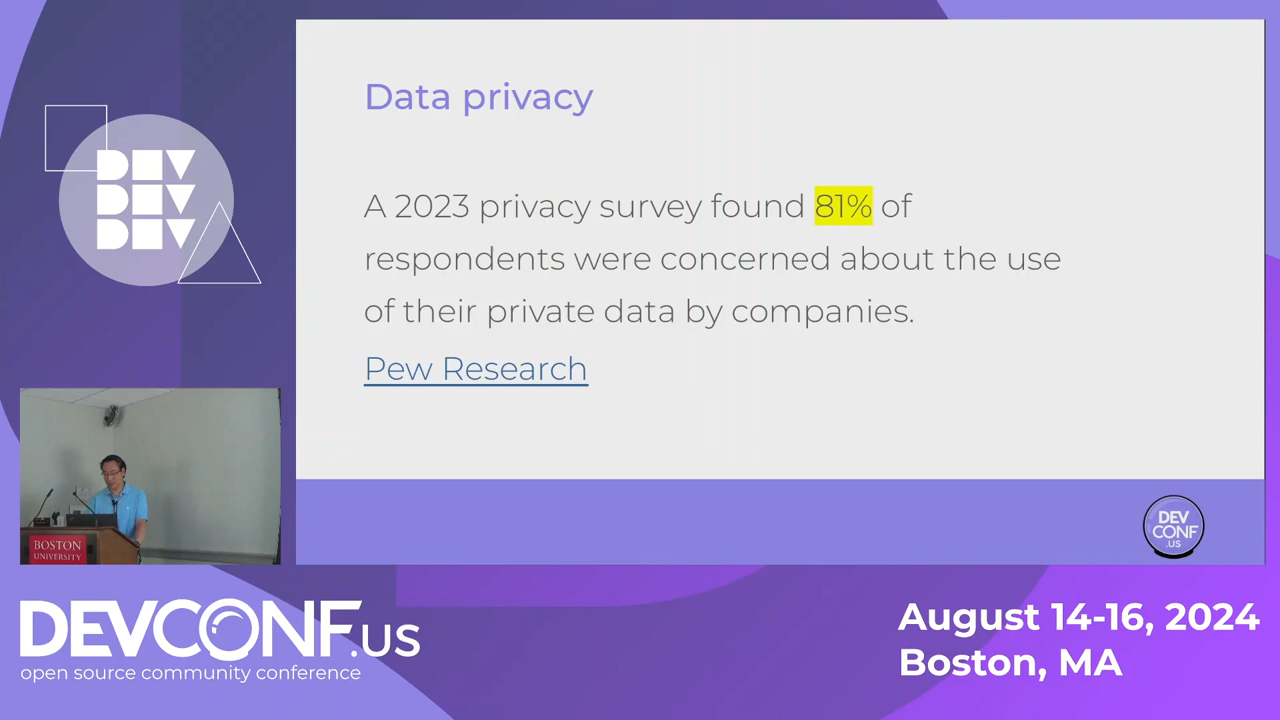 Data privacy
A 2023 privacy survey found 81% of
respondents were concerned about the use
of their private data by companies.
Pew Research
DEV
DEV
DEV
BOSTON
UNIVERSITY
DEV
CONF
.US
DEVCONF.US
open source community conference
August 14-16, 2024
Boston, MA